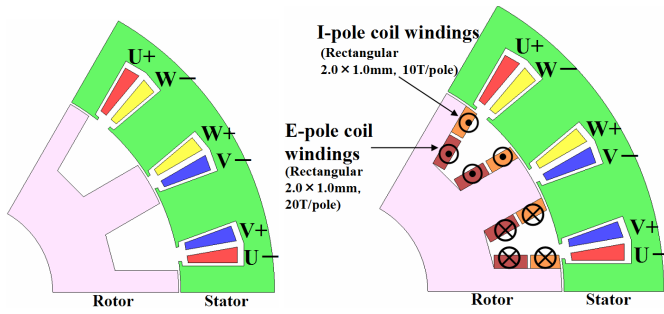 U+
W−
W+
V−
V+
U−
Rotor
Stator
I-pole coil windings
(Rectangular
2.0×1.0mm, 10T/pole)
E-pole coil
windings
(Rectangular
2.0×1.0mm,
20T/pole)
U+
W−
W+
V−
V+
U−
Rotor
Stator